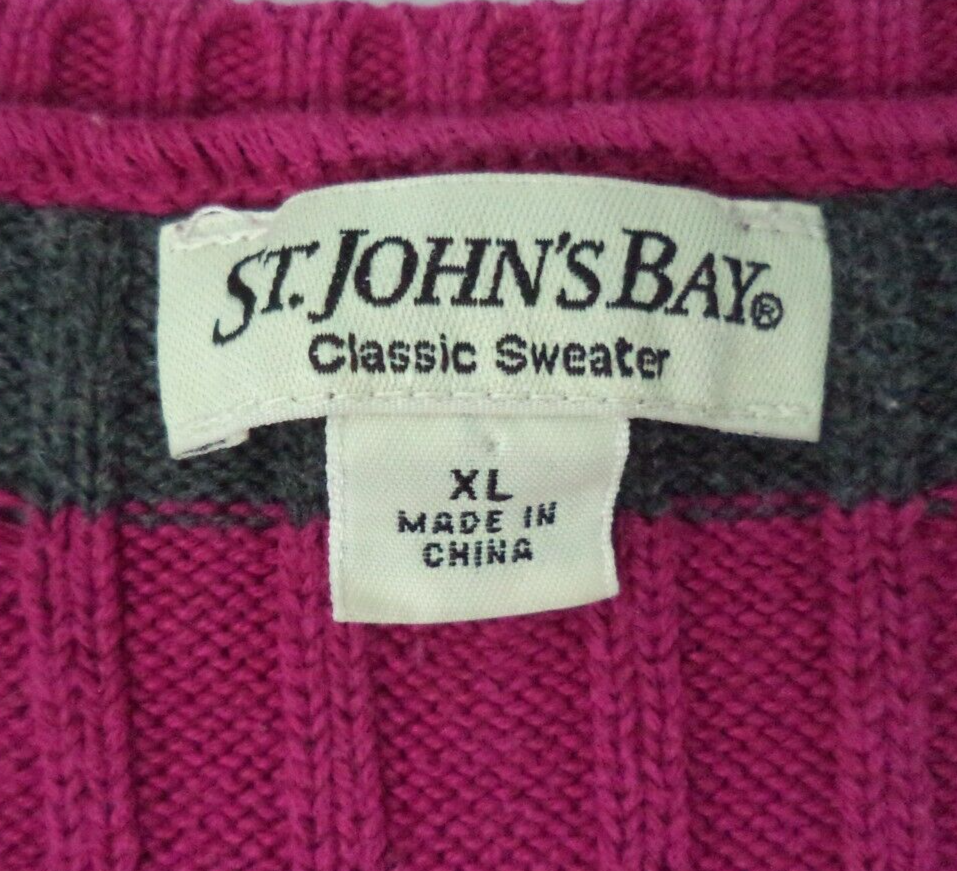 ST. JOHN'S BAY®
Classic Sweater
XL
MADE IN
CHINA